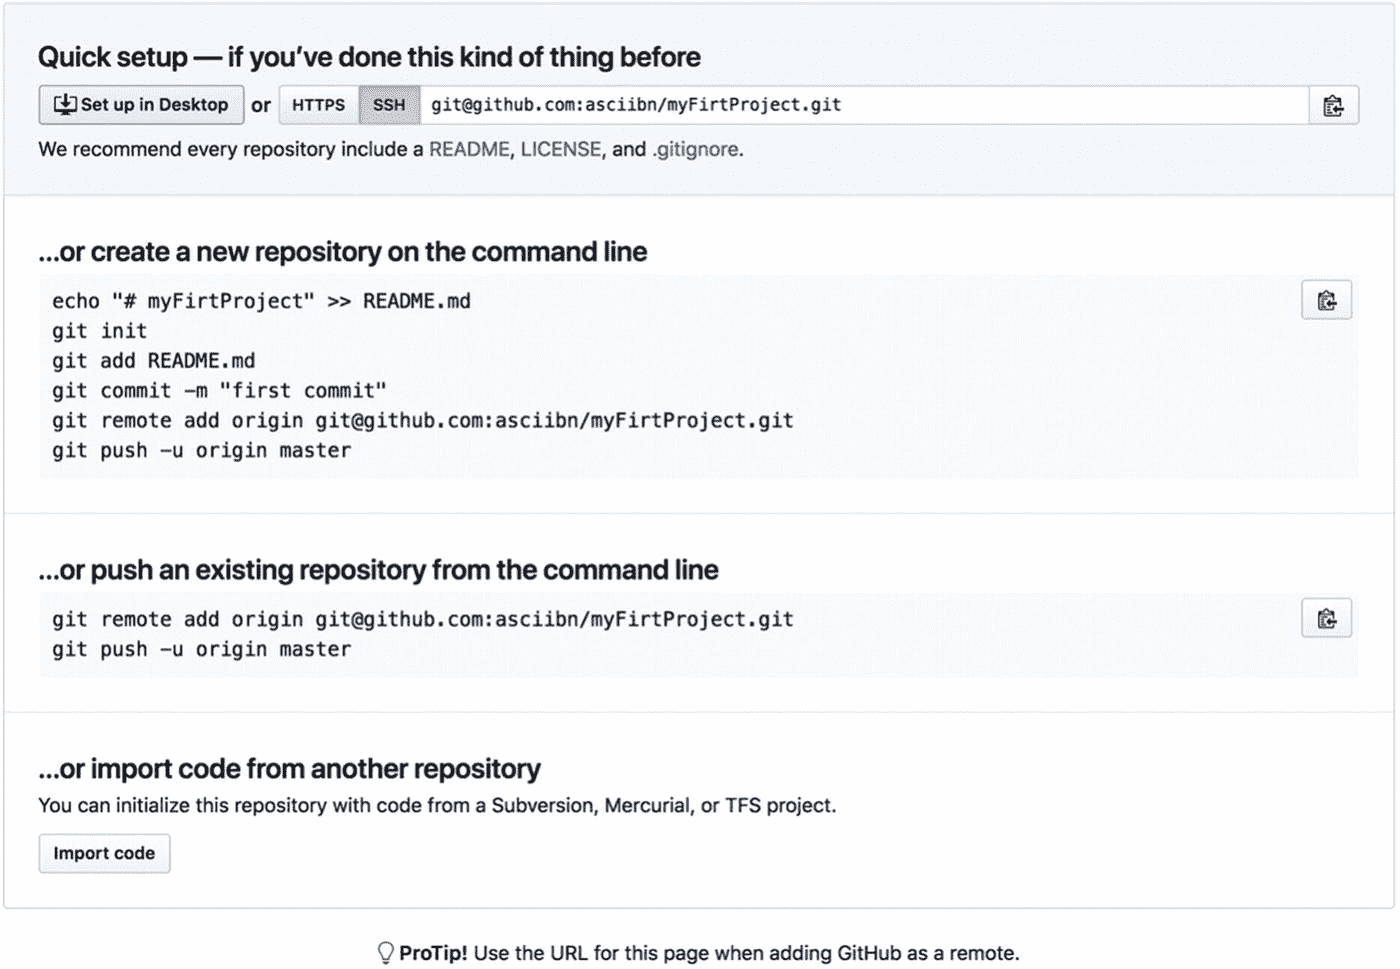 Quick setup — if you’ve done this kind of thing before
Set up in Desktop or HTTPS SSH git@github.com:asciibn/myFirtProject.git
We recommend every repository include a README, LICENSE, and .gitignore.
...or create a new repository on the command line
echo "# myFirtProject" >> README.md
git init
git add README.md
git commit -m "first commit"
git remote add origin git@github.com:asciibn/myFirtProject.git
git push -u origin master
...or push an existing repository from the command line
git remote add origin git@github.com:asciibn/myFirtProject.git
git push -u origin master
...or import code from another repository
You can initialize this repository with code from a Subversion, Mercurial, or TFS project.
Import code
ProTip! Use the URL for this page when adding GitHub as a remote.